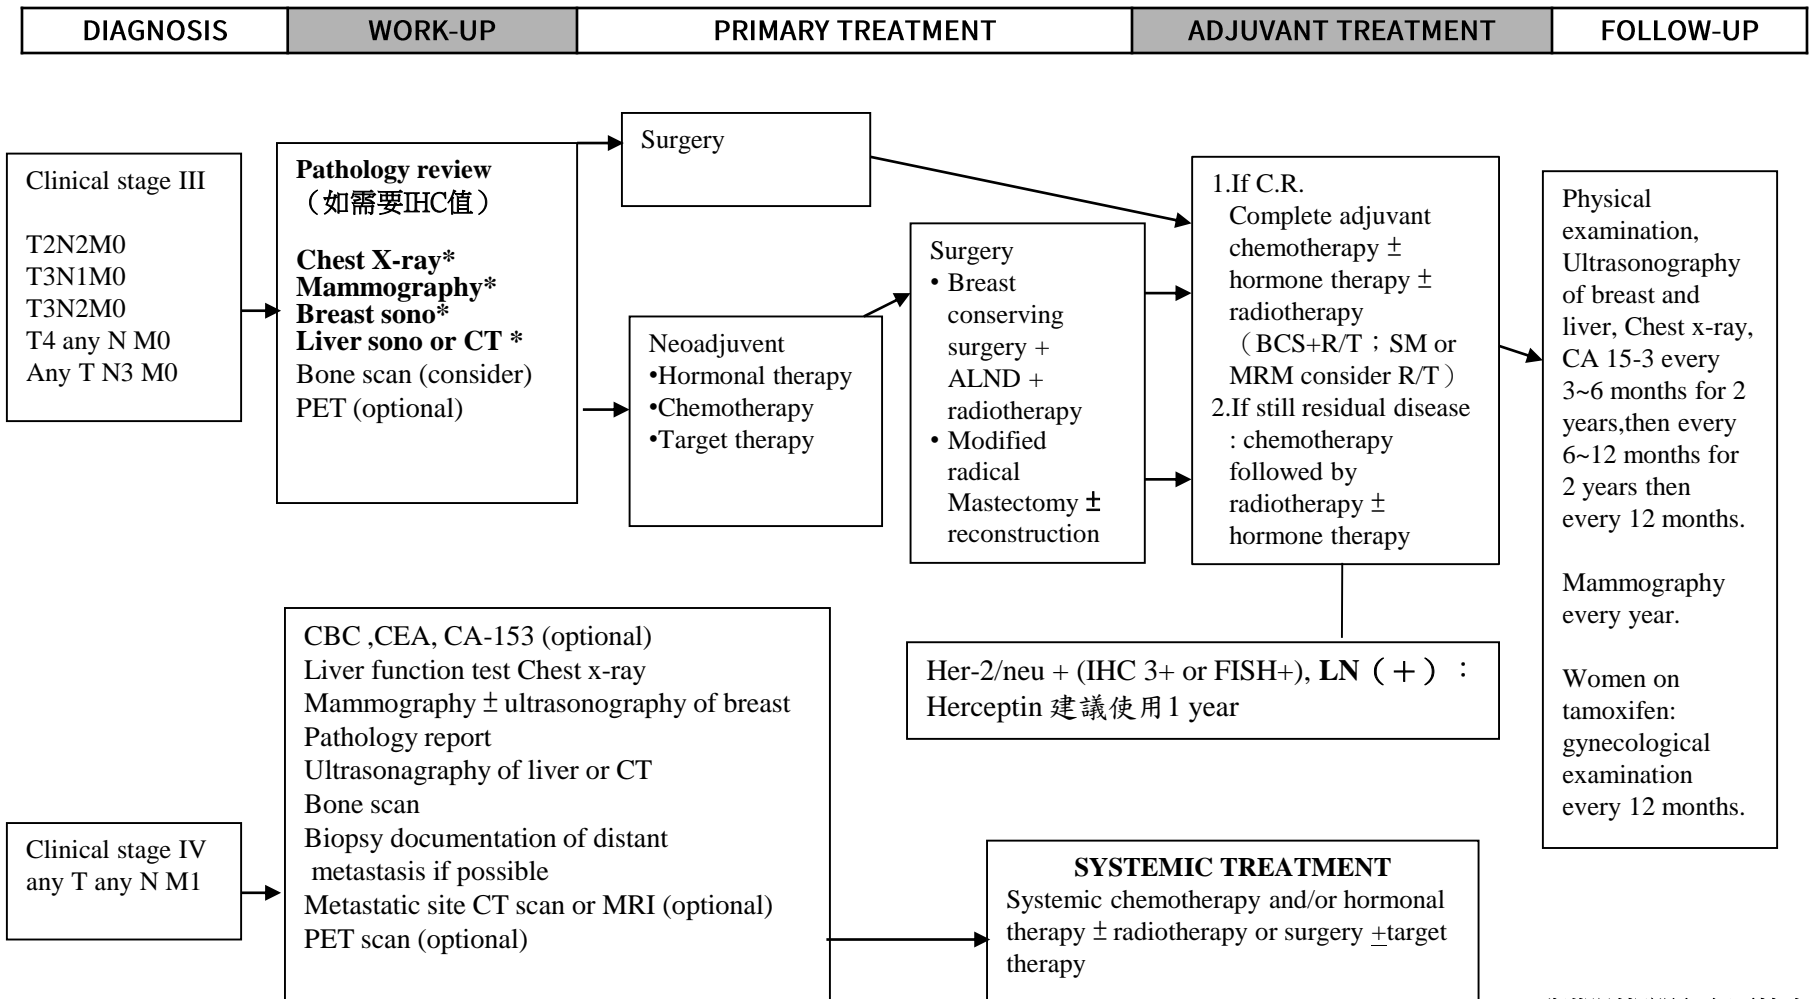 DIAGNOSIS
WORK-UP
PRIMARY TREATMENT
ADJUVANT TREATMENT
FOLLOW-UP
Clinical stage III
T2N2M0
T3N1M0
T3N2M0
T4 any N M0
Any T N3 M0
Pathology review
（如需要IHC值）
Chest X-ray*
Mammography*
Breast sono*
Liver sono or CT *
Bone scan (consider)
PET (optional)
Surgery
Neoadjuvent
•Hormonal therapy
•Chemotherapy
•Target therapy
Surgery
• Breast
conserving
surgery +
ALND +
radiotherapy
• Modified
radical
Mastectomy ±
reconstruction
1.If C.R.
Complete adjuvant
chemotherapy ±
hormone therapy ±
radiotherapy
（BCS+R/T；SM or
MRM consider R/T）
2.If still residual disease
: chemotherapy
followed by
radiotherapy ±
hormone therapy
Her-2/neu + (IHC 3+ or FISH+), LN（＋）：
Herceptin 建議使用1 year
Physical
examination,
Ultrasonography
of breast and
liver, Chest x-ray,
CA 15-3 every
3~6 months for 2
years,then every
6~12 months for
2 years then
every 12 months.
Mammography
every year.
Women on
tamoxifen:
gynecological
examination
every 12 months.
Clinical stage IV
any T any N M1
CBC ,CEA, CA-153 (optional)
Liver function test Chest x-ray
Mammography ± ultrasonography of breast
Pathology report
Ultrasonagraphy of liver or CT
Bone scan
Biopsy documentation of distant
metastasis if possible
Metastatic site CT scan or MRI (optional)
PET scan (optional)
SYSTEMIC TREATMENT
Systemic chemotherapy and/or hormonal
therapy ± radiotherapy or surgery ±target
therapy